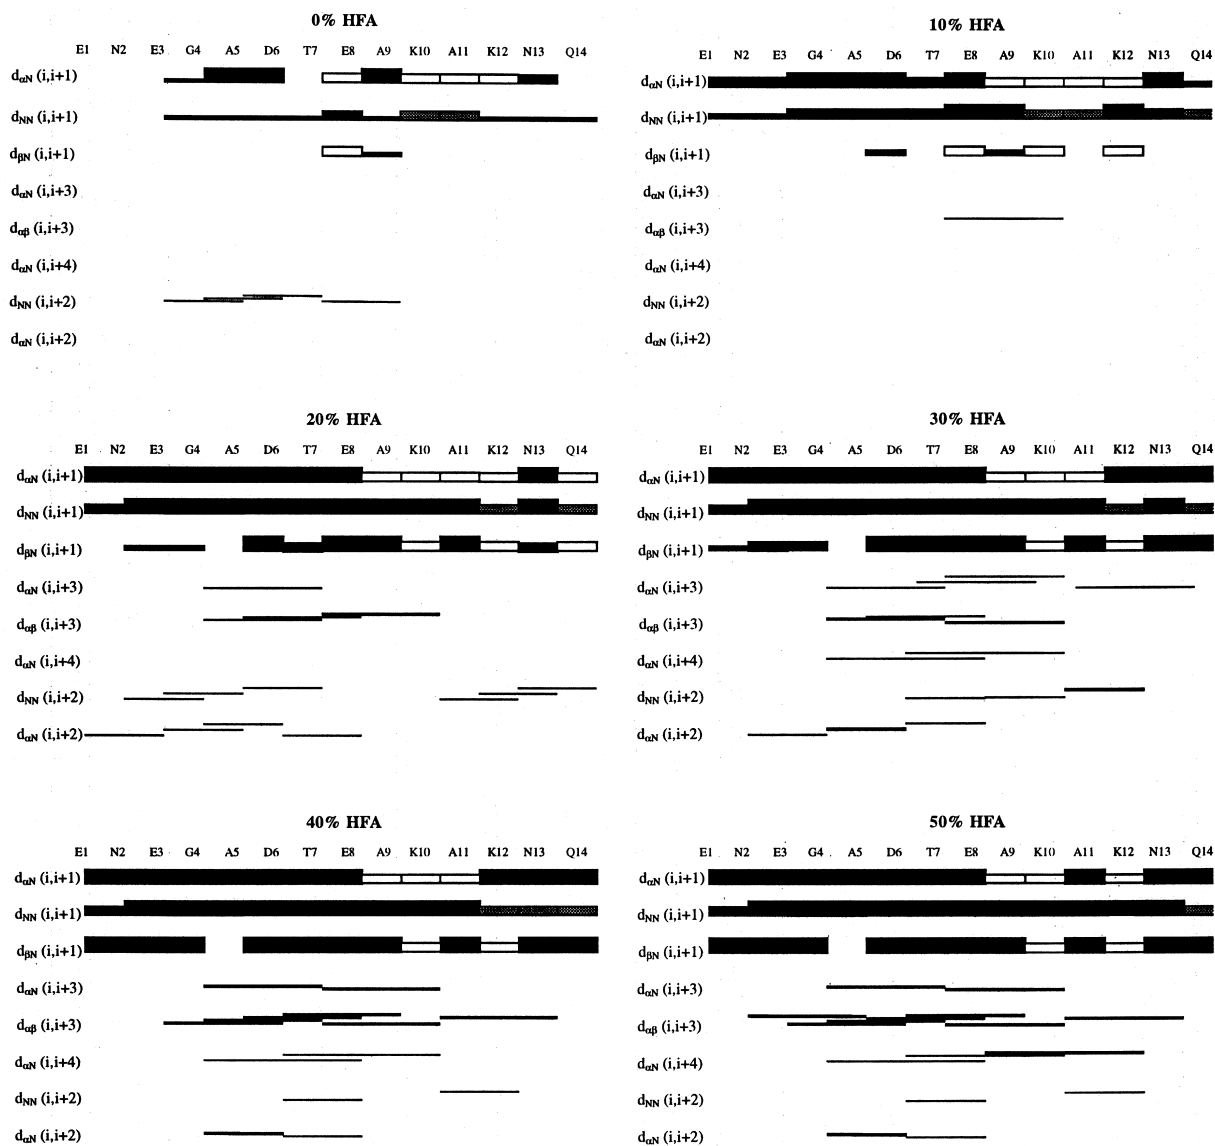 0% HFA
E1 N2 E3 G4 A5 D6 T7 E8 A9 K10 A11 K12 N13 Q14
dαN (i,i+1)
dNN (i,i+1)
dβN (i,i+1)
dαN (i,i+3)
dαβ (i,i+3)
dαN (i,i+4)
dNN (i,i+2)
dαN (i,i+2)
10% HFA
E1 N2 E3 G4 A5 D6 T7 E8 A9 K10 A11 K12 N13 Q14
dαN (i,i+1)
dNN (i,i+1)
dβN (i,i+1)
dαN (i,i+3)
dαβ (i,i+3)
dαN (i,i+4)
dNN (i,i+2)
dαN (i,i+2)
20% HFA
E1 N2 E3 G4 A5 D6 T7 E8 A9 K10 A11 K12 N13 Q14
dαN (i,i+1)
dNN (i,i+1)
dβN (i,i+1)
dαN (i,i+3)
dαβ (i,i+3)
dαN (i,i+4)
dNN (i,i+2)
dαN (i,i+2)
30% HFA
E1 N2 E3 G4 A5 D6 T7 E8 A9 K10 A11 K12 N13 Q14
dαN (i,i+1)
dNN (i,i+1)
dβN (i,i+1)
dαN (i,i+3)
dαβ (i,i+3)
dαN (i,i+4)
dNN (i,i+2)
dαN (i,i+2)
40% HFA
E1 N2 E3 G4 A5 D6 T7 E8 A9 K10 A11 K12 N13 Q14
dαN (i,i+1)
dNN (i,i+1)
dβN (i,i+1)
dαN (i,i+3)
dαβ (i,i+3)
dαN (i,i+4)
dNN (i,i+2)
dαN (i,i+2)
50% HFA
E1 N2 E3 G4 A5 D6 T7 E8 A9 K10 A11 K12 N13 Q14
dαN (i,i+1)
dNN (i,i+1)
dβN (i,i+1)
dαN (i,i+3)
dαβ (i,i+3)
dαN (i,i+4)
dNN (i,i+2)
dαN (i,i+2)